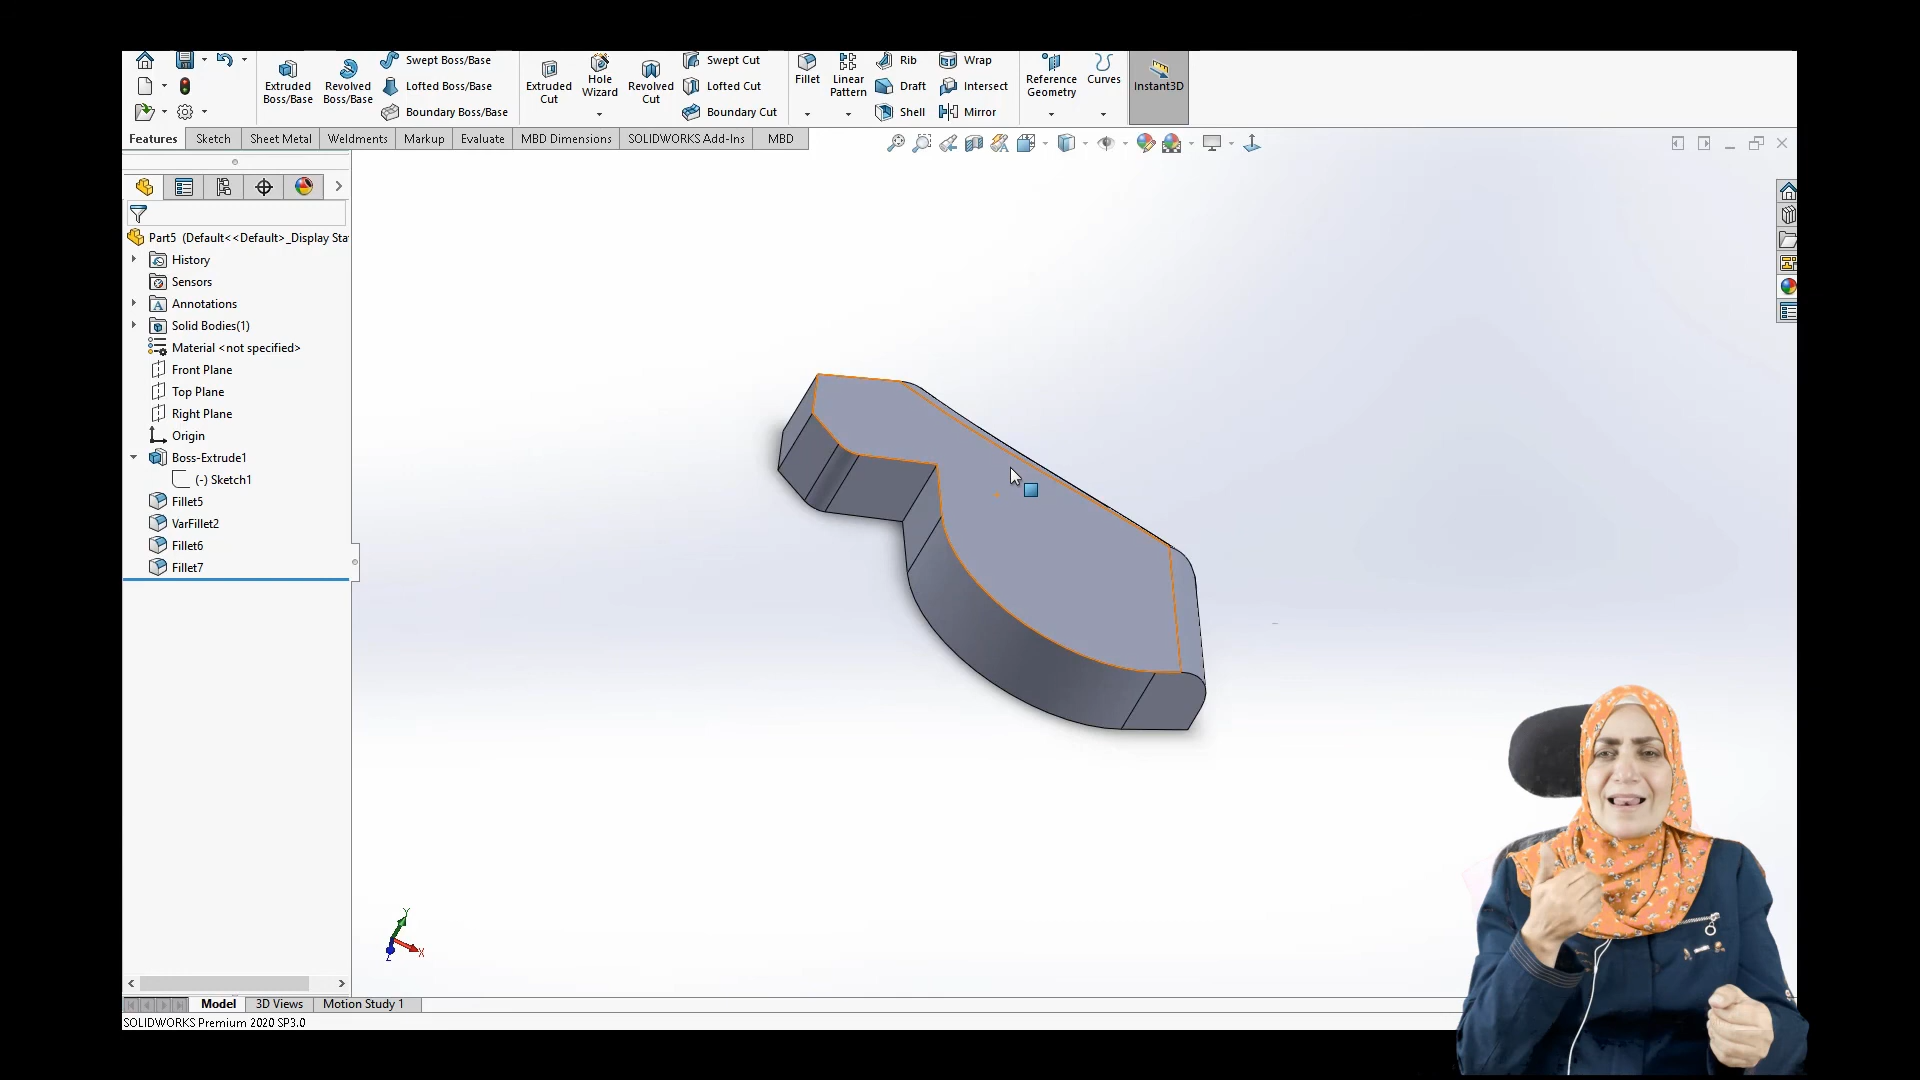 Swept Boss/Base
Swept Cut
Rib
Wrap
Extruded Boss/Base
Revolved Boss/Base
Lofted Boss/Base
Extruded Cut
Hole Wizard
Revolved Cut
Lofted Cut
Fillet
Linear Pattern
Draft
Intersect
Reference Geometry
Curves
Instant3D
Boundary Boss/Base
Boundary Cut
Shell
Mirror
Features
Sketch
Sheet Metal
Weldments
Markup
Evaluate
MBD Dimensions
SOLIDWORKS Add-Ins
MBD
Part5 (Default<<Default>_Display Sta
History
Sensors
Annotations
Solid Bodies(1)
Material <not specified>
Front Plane
Top Plane
Right Plane
Origin
Boss-Extrude1
(-) Sketch1
Fillet5
VarFillet2
Fillet6
Fillet7
Y
X
Z
Model
3D Views
Motion Study 1
SOLIDWORKS Premium 2020 SP3.0